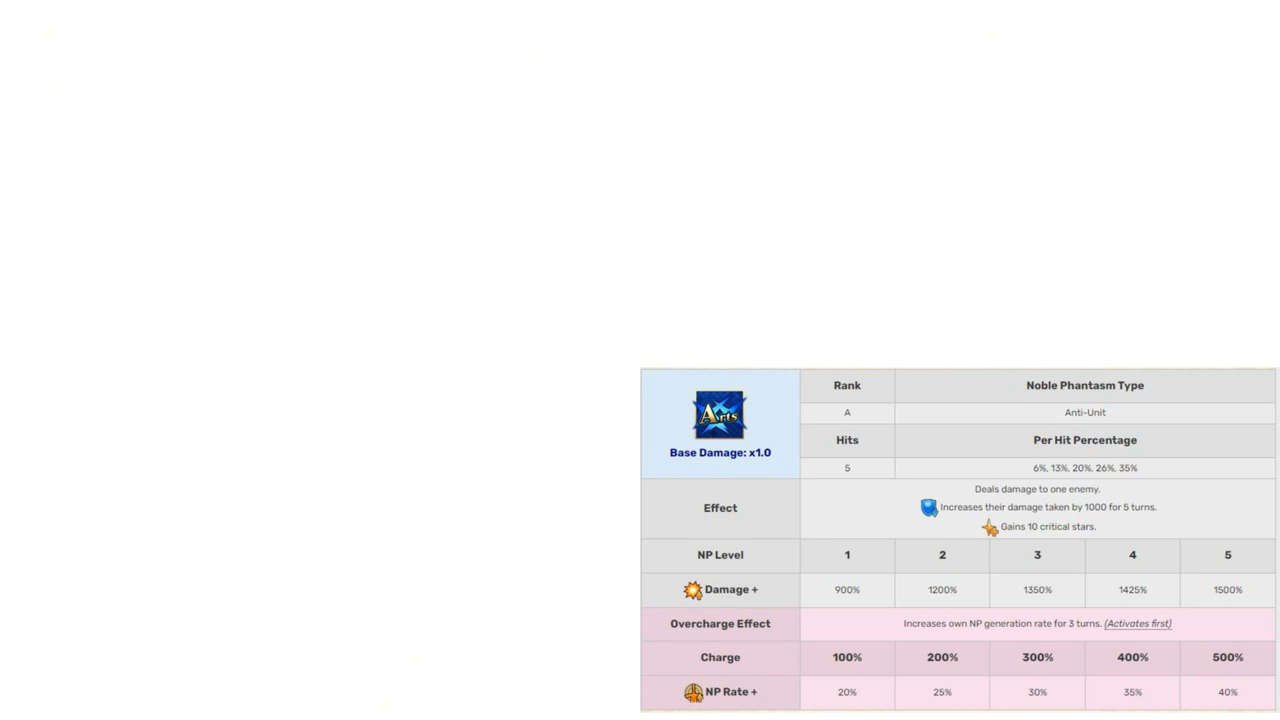 Rank Noble Phantasm Type
Arts
A Anti-Unit
Hits Per Hit Percentage
Base Damage: x1.0
5 6%, 13%, 20%, 26%, 35%
Effect
Deals damage to one enemy.
Increases their damage taken by 1000 for 5 turns.
Gains 10 critical stars.
NP Level 1 2 3 4 5
Damage + 900% 1200% 1350% 1425% 1500%
Overcharge Effect Increases own NP generation rate for 3 turns. (Activates first)
Charge 100% 200% 300% 400% 500%
NP Rate + 20% 25% 30% 35% 40%